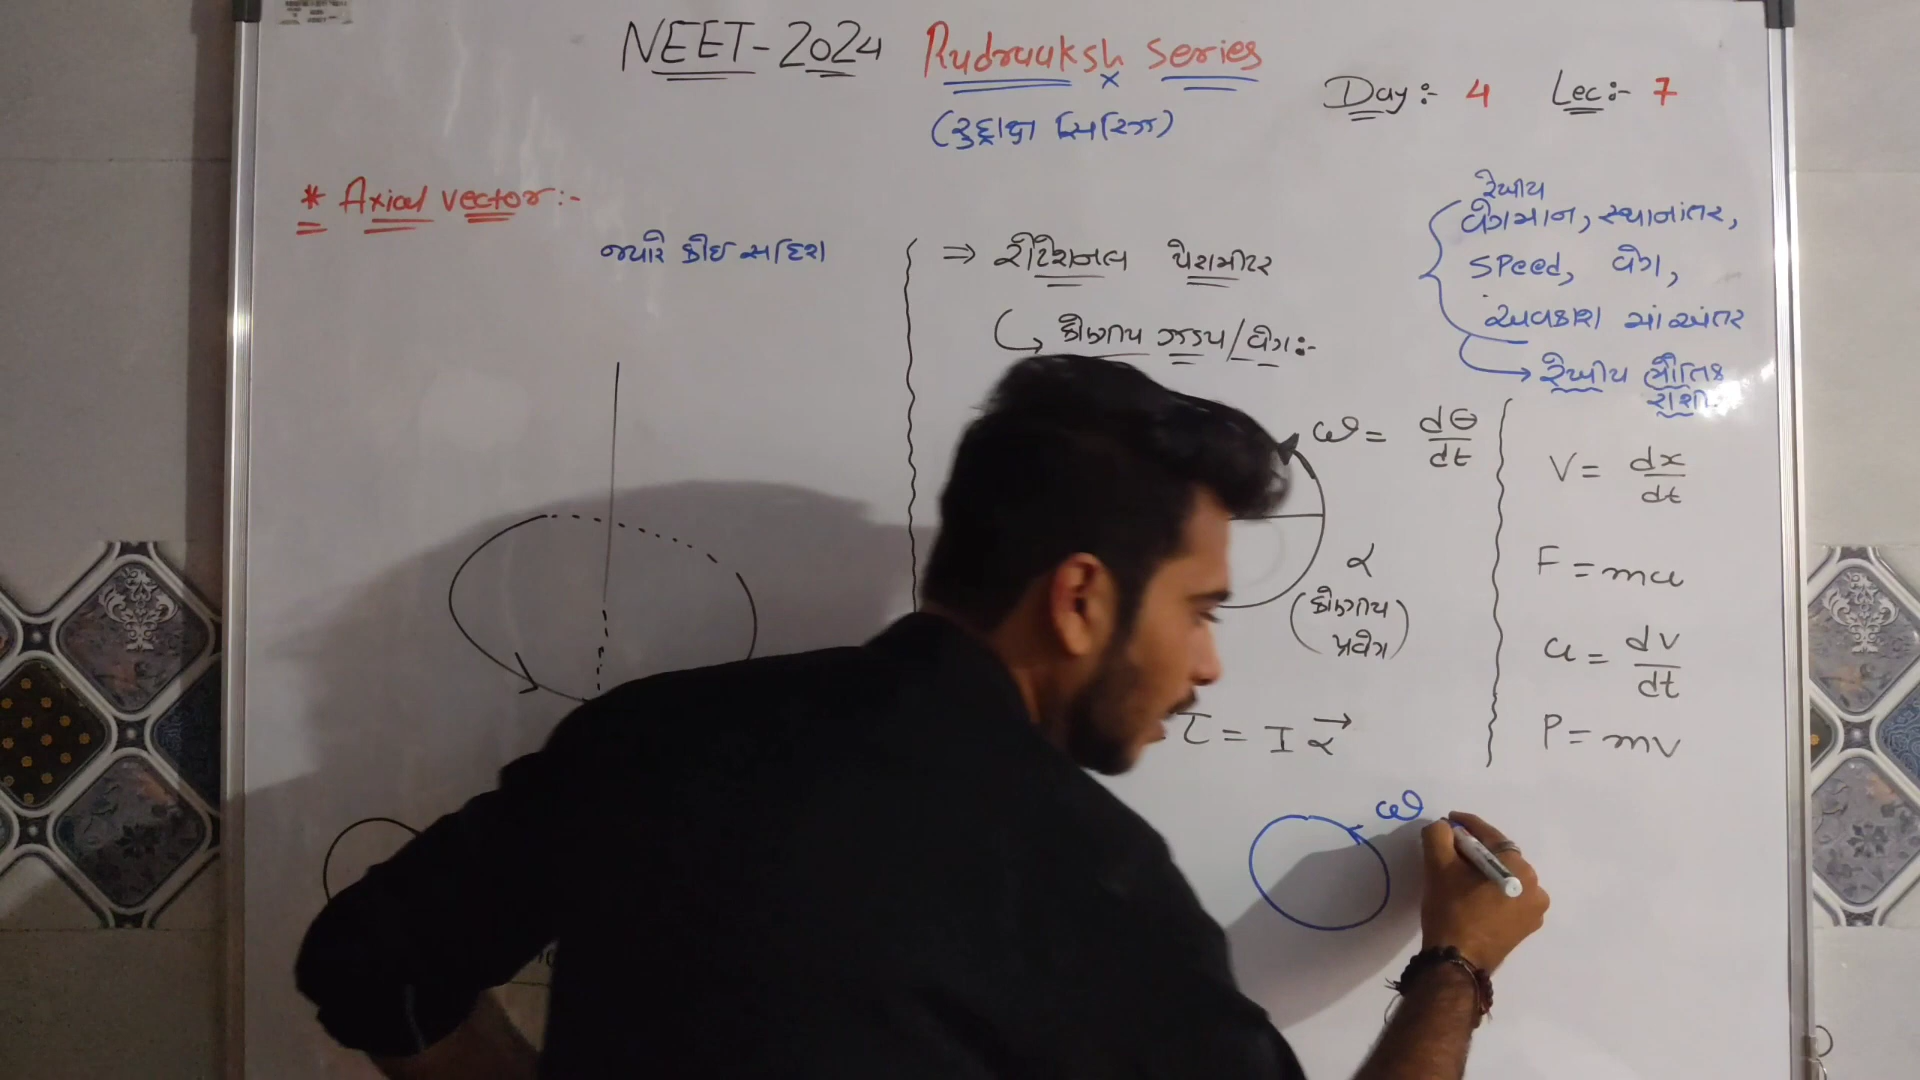 NEET-2024 Rudraaksh Series
(રુદ્રાક્ષ સિરિઝ)
Day:- 4 Lec:- 7
* Axial vector:-
જ્યારે કોઈ સદિશ
⇒ રોટેશનલ પેરામીટર
કોણીય ઝડપ/વેગ:-
ω = dθ/dt
α
(કોણીય પ્રવેગ)
τ = I α⃗
ω
રેખીય
વેગમાન, સ્થાનાંતર,
Speed, વેગ,
અવકાશ માં અંતર
→ રેખીય ભૌતિક
રાશી
V = dx/dt
F = ma
a = dv/dt
P = mv